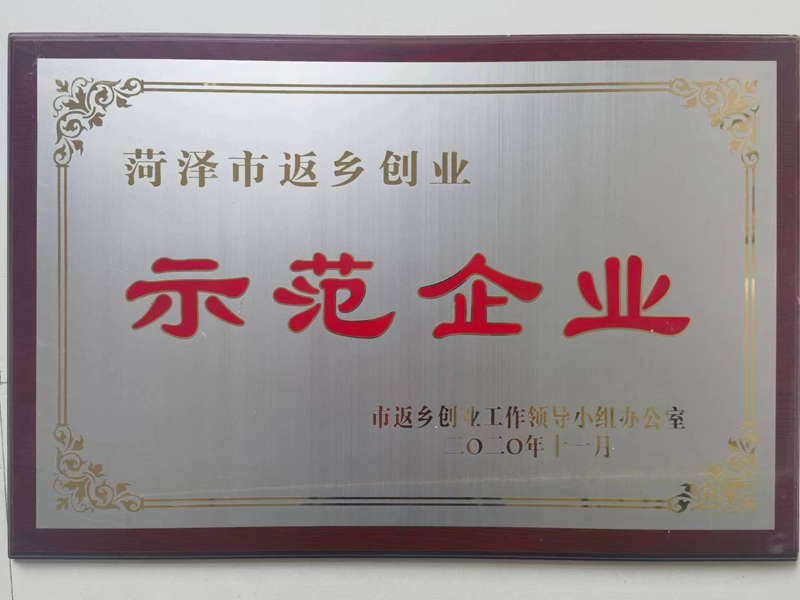 菏泽市返乡创业
示范企业
市返乡创业工作领导小组办公室
二〇二〇年十一月